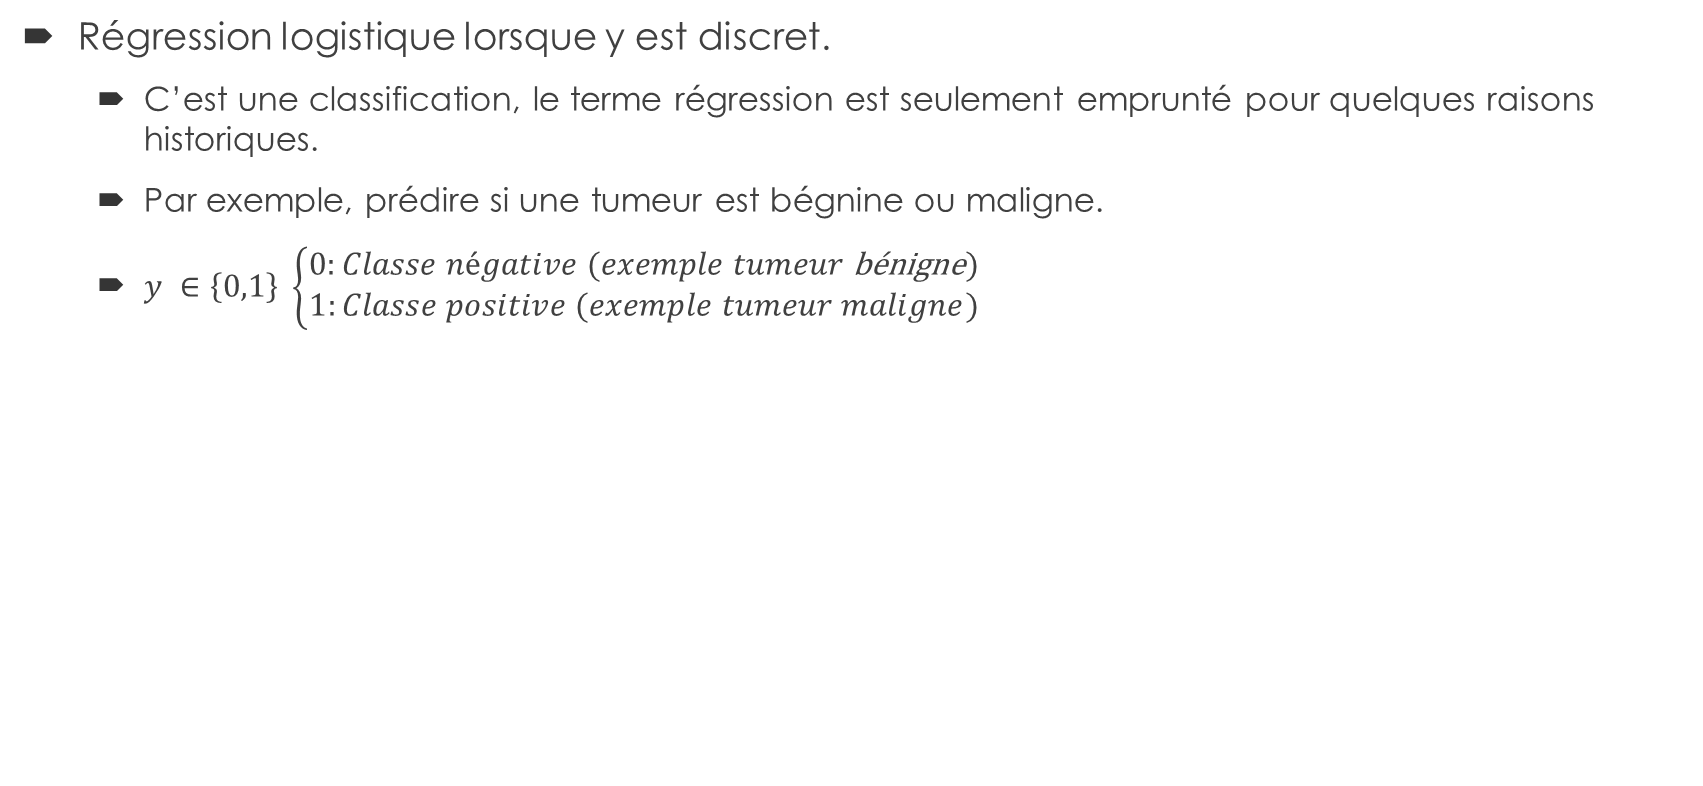 Régression logistique lorsque y est discret.
C’est une classification, le terme régression est seulement emprunté pour quelques raisons
historiques.
Par exemple, prédire si une tumeur est bégnine ou maligne.
y ∈ {0,1} { 0: Classe négative (exemple tumeur bénigne)
1: Classe positive (exemple tumeur maligne)